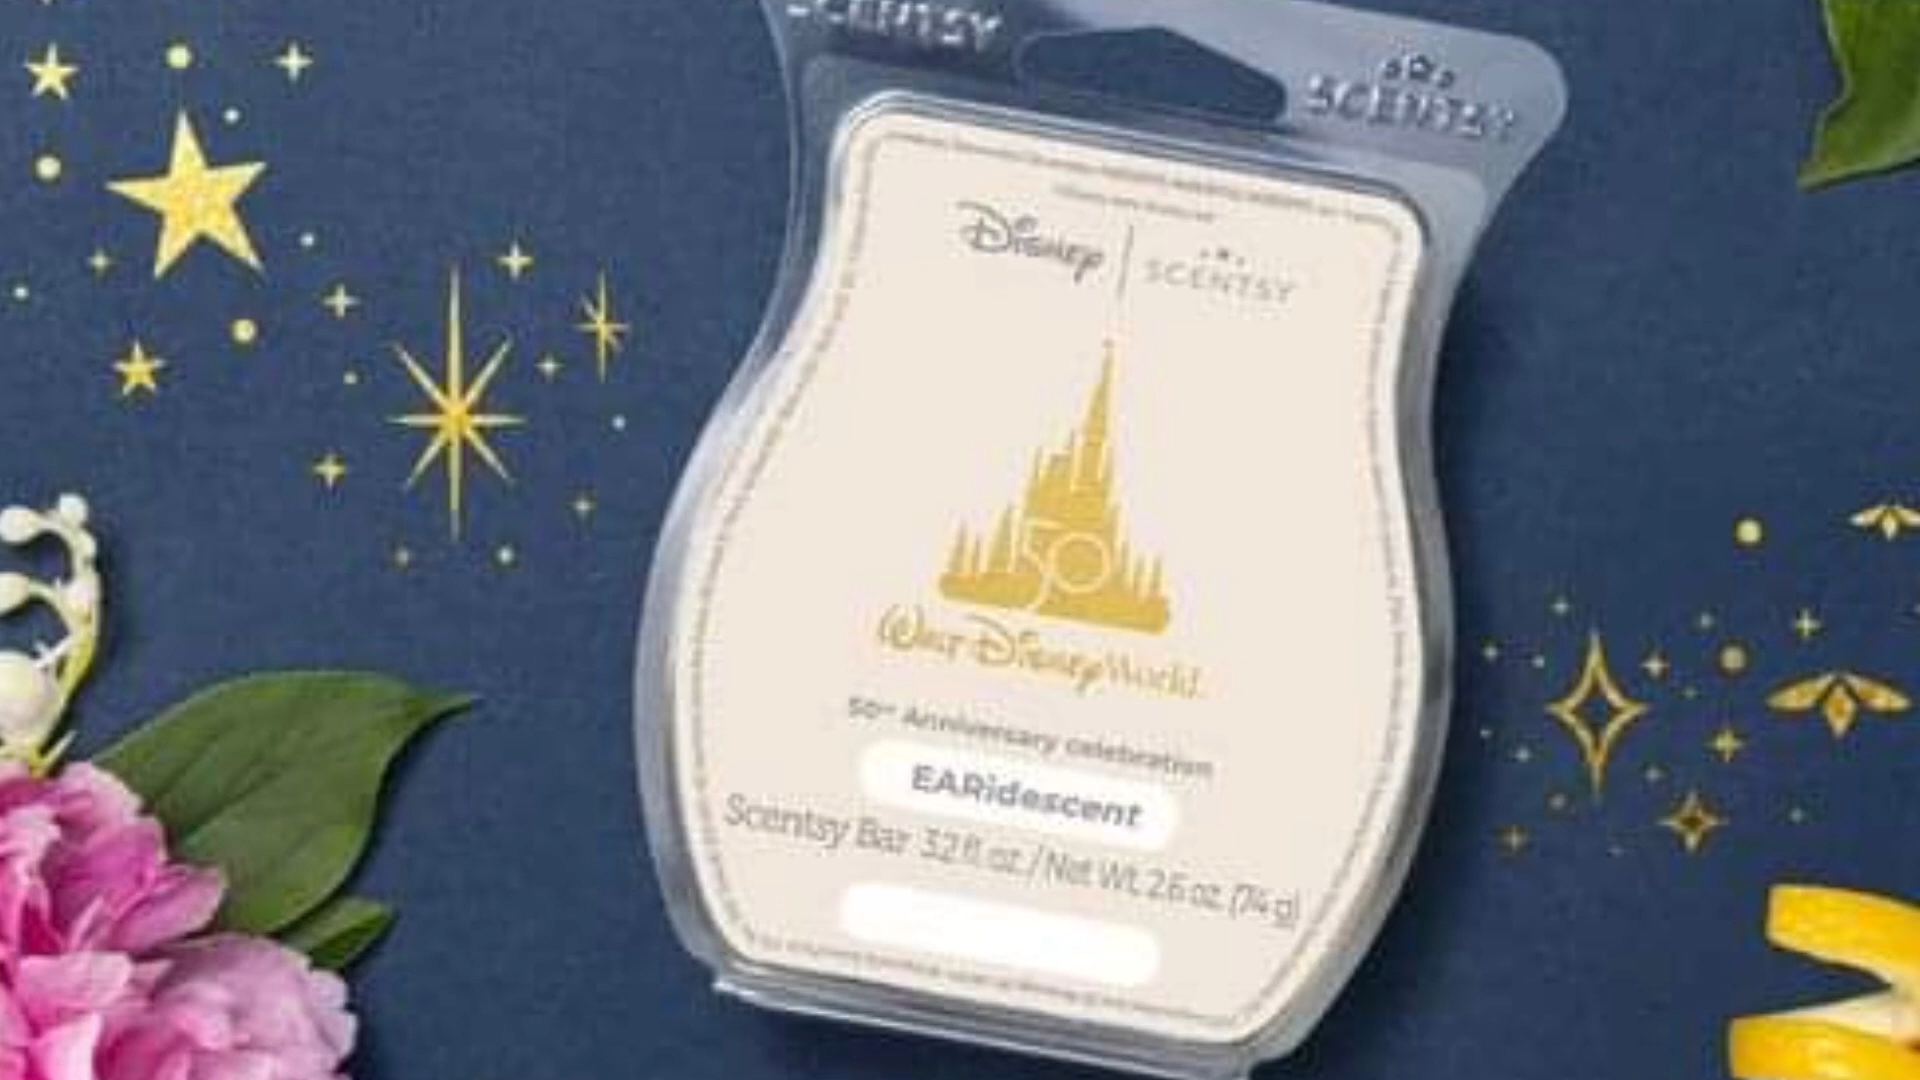 SCENTSY
SCENTSY
Disney | SCENTSY
50
Walt Disney World
50th Anniversary celebration
EARidescent
Scentsy Bar 3.2 fl. oz. / Net Wt. 2.6 oz. (74 g)